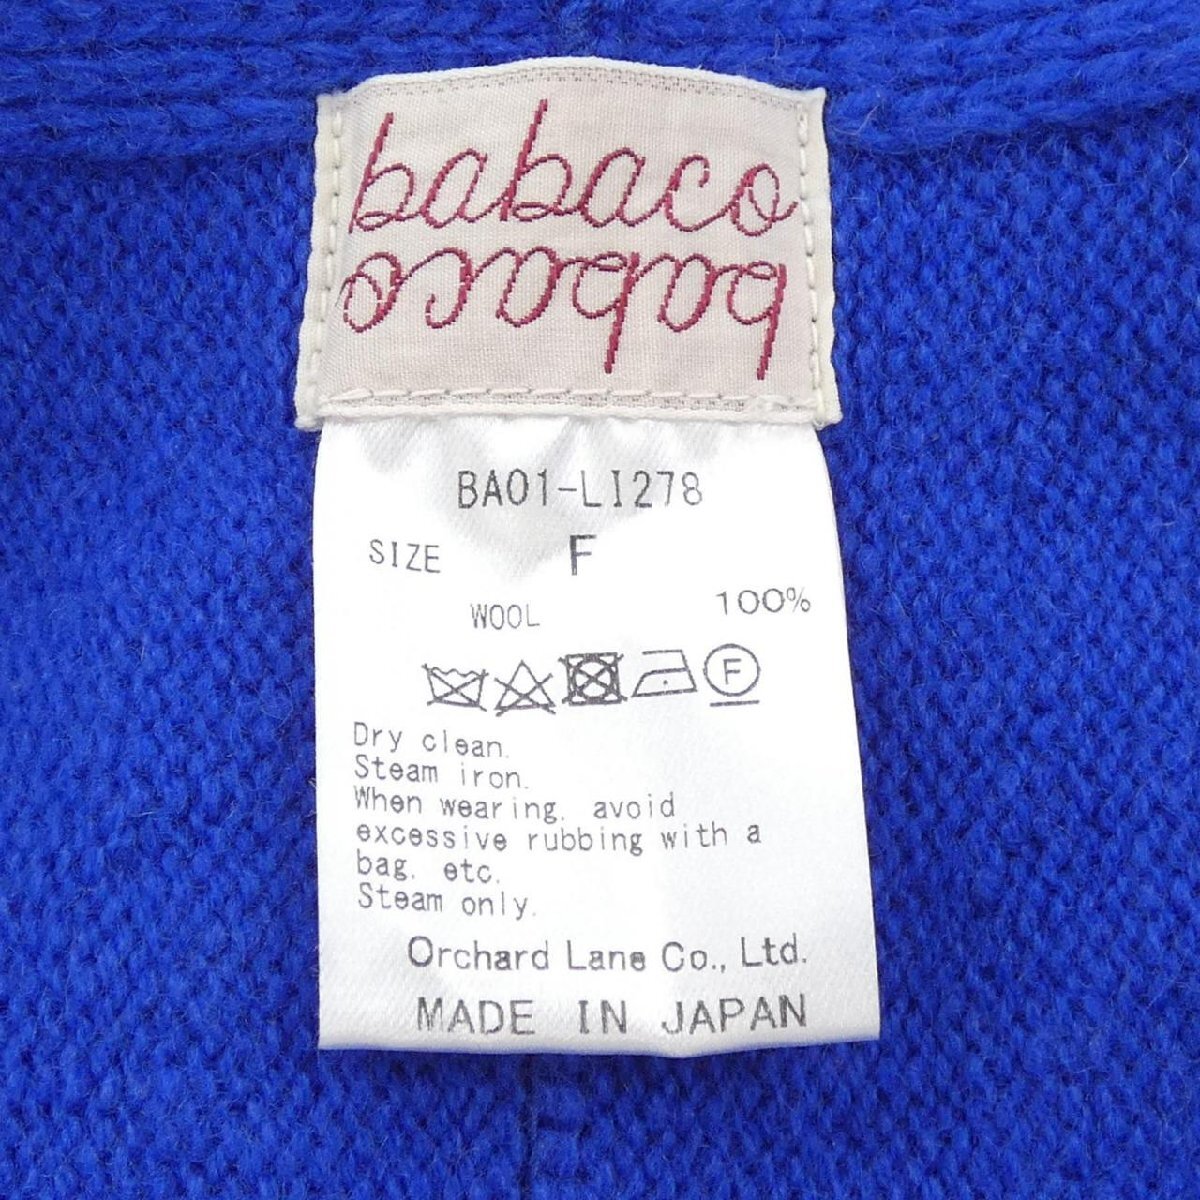 babaco
babaco
BA01-LI278
SIZE F
WOOL 100%
F
Dry clean.
Steam iron.
When wearing, avoid
excessive rubbing with a
bag, etc.
Steam only.
Orchard Lane Co., Ltd.
MADE IN JAPAN